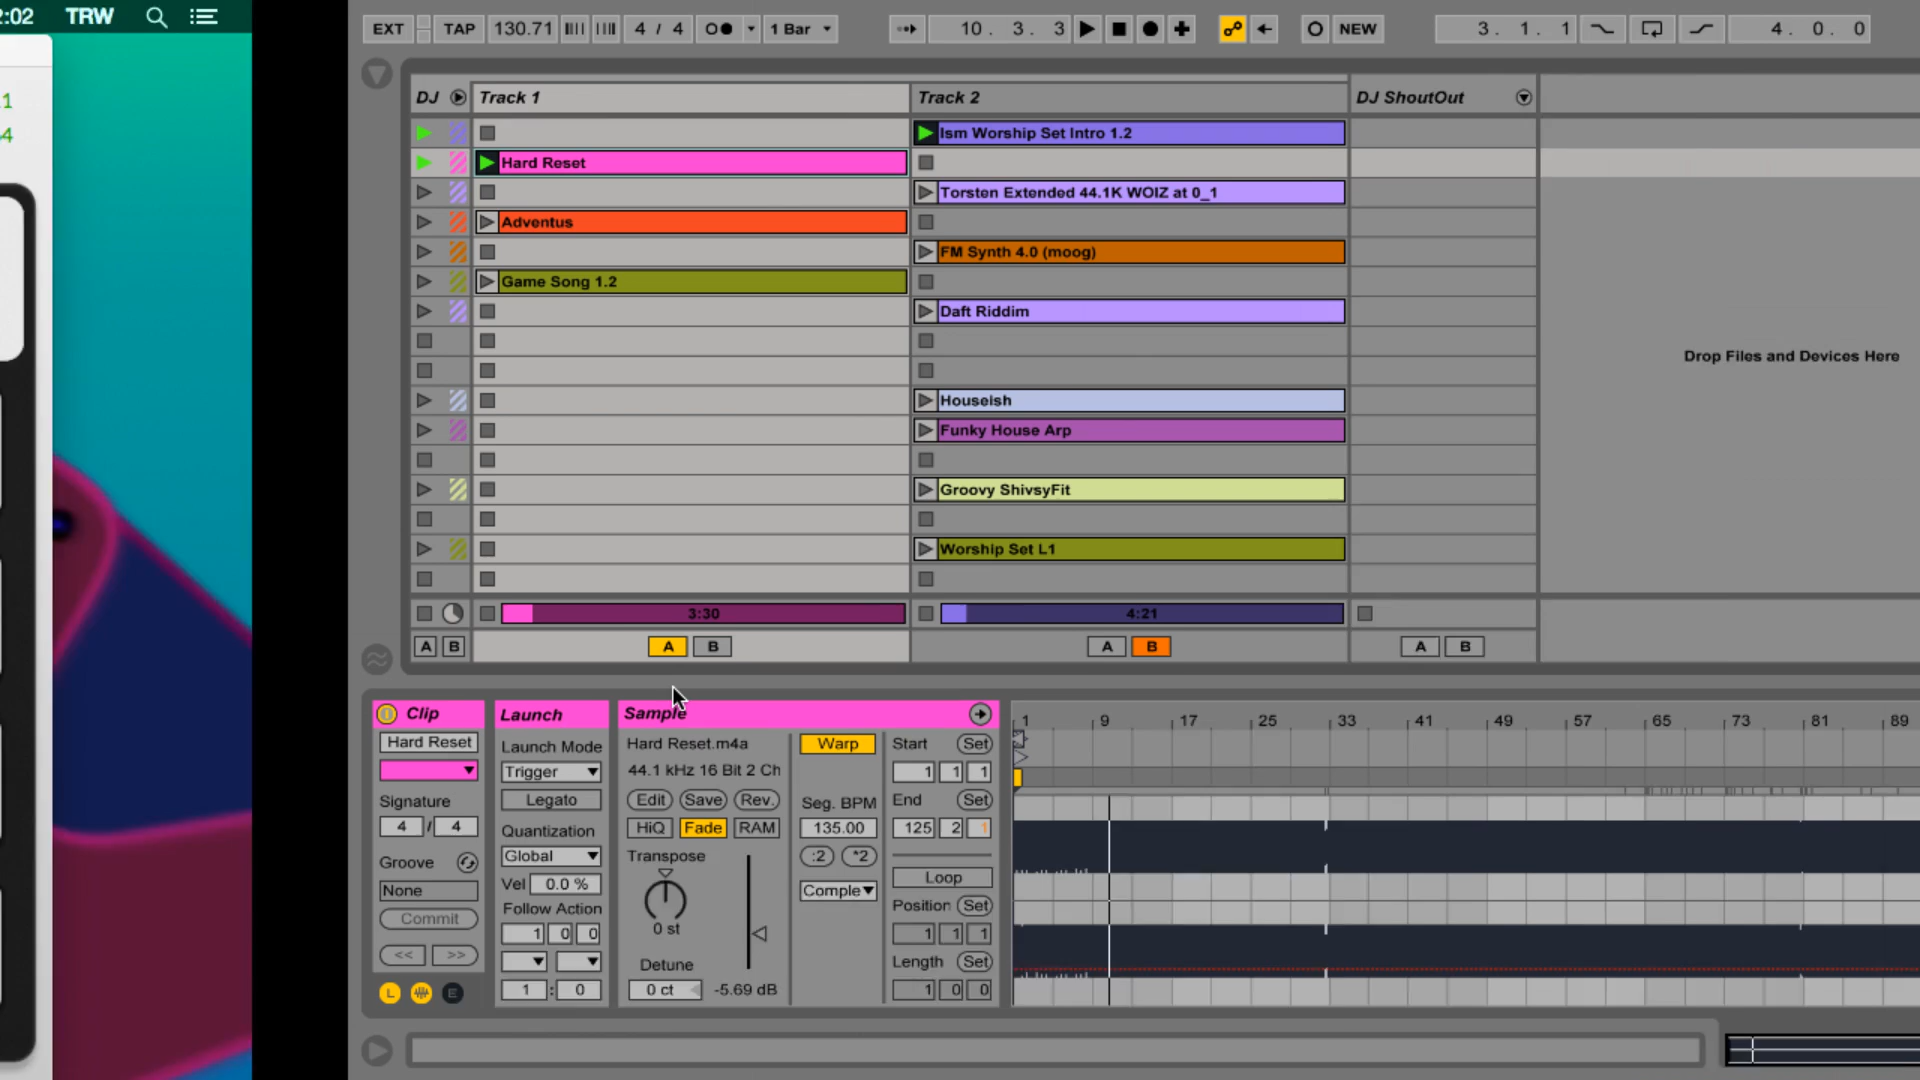 2:02 TRW
1
4
EXT TAP 130.71 4 / 4 1 Bar 10. 3. 3 NEW 3. 1. 1 4. 0. 0
DJ Track 1 Track 2 DJ ShoutOut
Ism Worship Set Intro 1.2
Hard Reset
Torsten Extended 44.1K WOIZ at 0_1
Adventus
FM Synth 4.0 (moog)
Game Song 1.2
Daft Riddim
Drop Files and Devices Here
Houseish
Funky House Arp
Groovy ShivsyFit
Worship Set L1
3:30 4:21
A B A B A B A B
Clip
Hard Reset
Signature
4 / 4
Groove
None
Commit
<< >>
L E
Launch
Launch Mode
Trigger
Legato
Quantization
Global
Vel 0.0 %
Follow Action
1 0 0
1 : 0
Sample
Hard Reset.m4a
44.1 kHz 16 Bit 2 Ch
Edit Save Rev.
HiQ Fade RAM
Transpose
0 st
Detune
0 ct -5.69 dB
Warp
Seg. BPM
135.00
:2 *2
Comple
Start Set
1 1 1
End Set
125 2 1
Loop
Position Set
1 1 1
Length Set
1 0 0
1 9 17 25 33 41 49 57 65 73 81 89